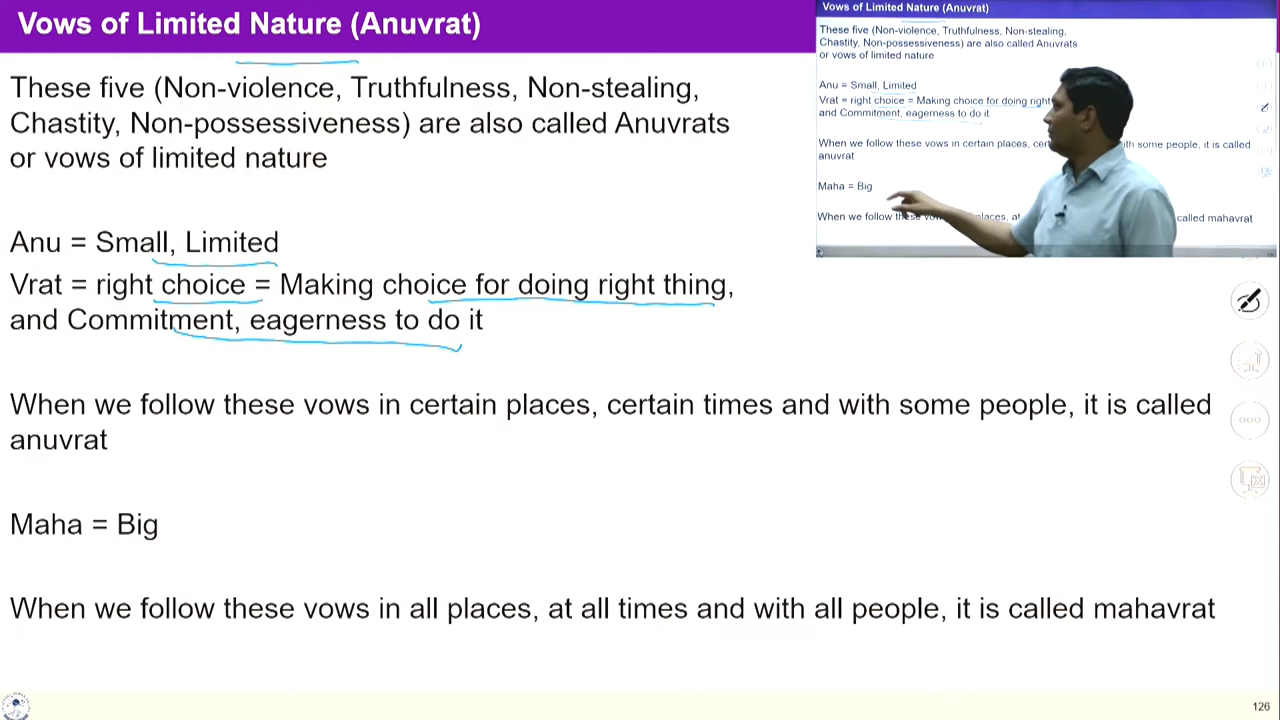 Vows of Limited Nature (Anuvrat)
These five (Non-violence, Truthfulness, Non-stealing,
Chastity, Non-possessiveness) are also called Anuvrats
or vows of limited nature
Anu = Small, Limited
Vrat = right choice = Making choice for doing right thing,
and Commitment, eagerness to do it
When we follow these vows in certain places, certain times and with some people, it is called
anuvrat
Maha = Big
When we follow these vows in all places, at all times and with all people, it is called mahavrat
126
Vows of Limited Nature (Anuvrat)
These five (Non-violence, Truthfulness, Non-stealing,
Chastity, Non-possessiveness) are also called Anuvrats
or vows of limited nature
Anu = Small, Limited
Vrat = right choice = Making choice for doing right
and Commitment, eagerness to do it
When we follow these vows in certain places, with some people, it is called
anuvrat
Maha = Big
When we follow these places, at called mahavrat